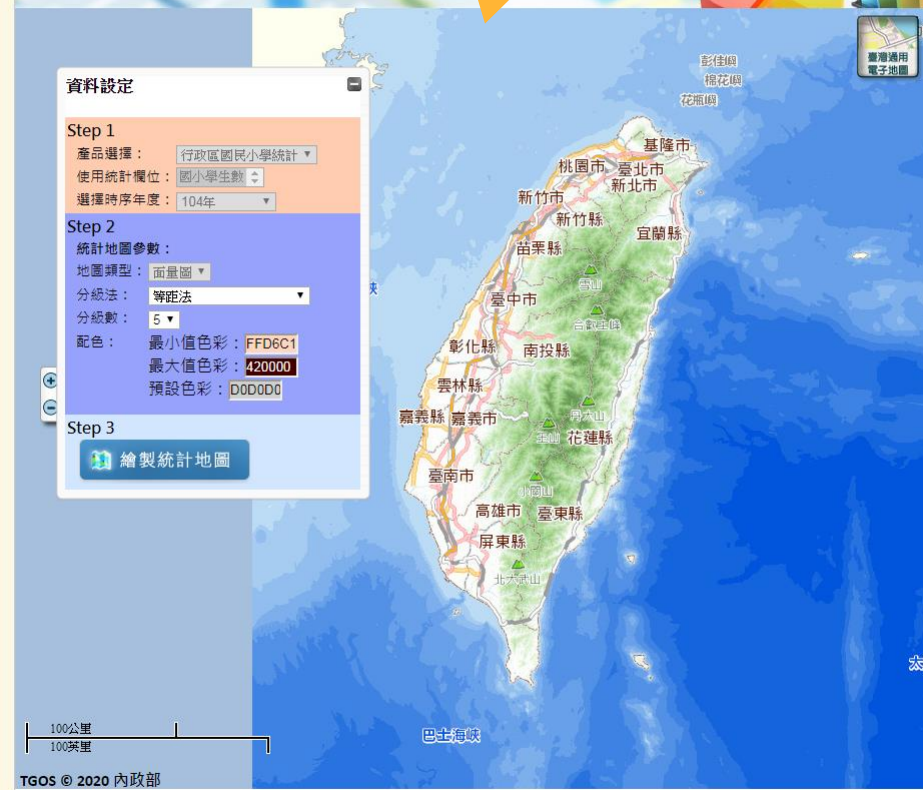 資料設定
Step 1
產品選擇： 行政區國民小學統計
使用統計欄位： 國小學生數
選擇時序年度： 104年
Step 2
統計地圖參數：
地圖類型： 面量圖
分級法： 等距法
分級數： 5
配色： 最小值色彩： FFD6C1
最大值色彩： 420000
預設色彩： D0D0D0
Step 3
繪製統計地圖
臺灣通用
電子地圖
彭佳嶼
棉花嶼
花瓶嶼
基隆市
桃園市
臺北市
新北市
新竹市
新竹縣
宜蘭縣
苗栗縣
雪山
臺中市
彰化縣
南投縣
雲林縣
嘉義縣
嘉義市
丹大山
玉山
花蓮縣
臺南市
高雄市
臺東縣
屏東縣
北大武山
巴士海峽
太
峽
100公里
100英里
TGOS © 2020 內政部